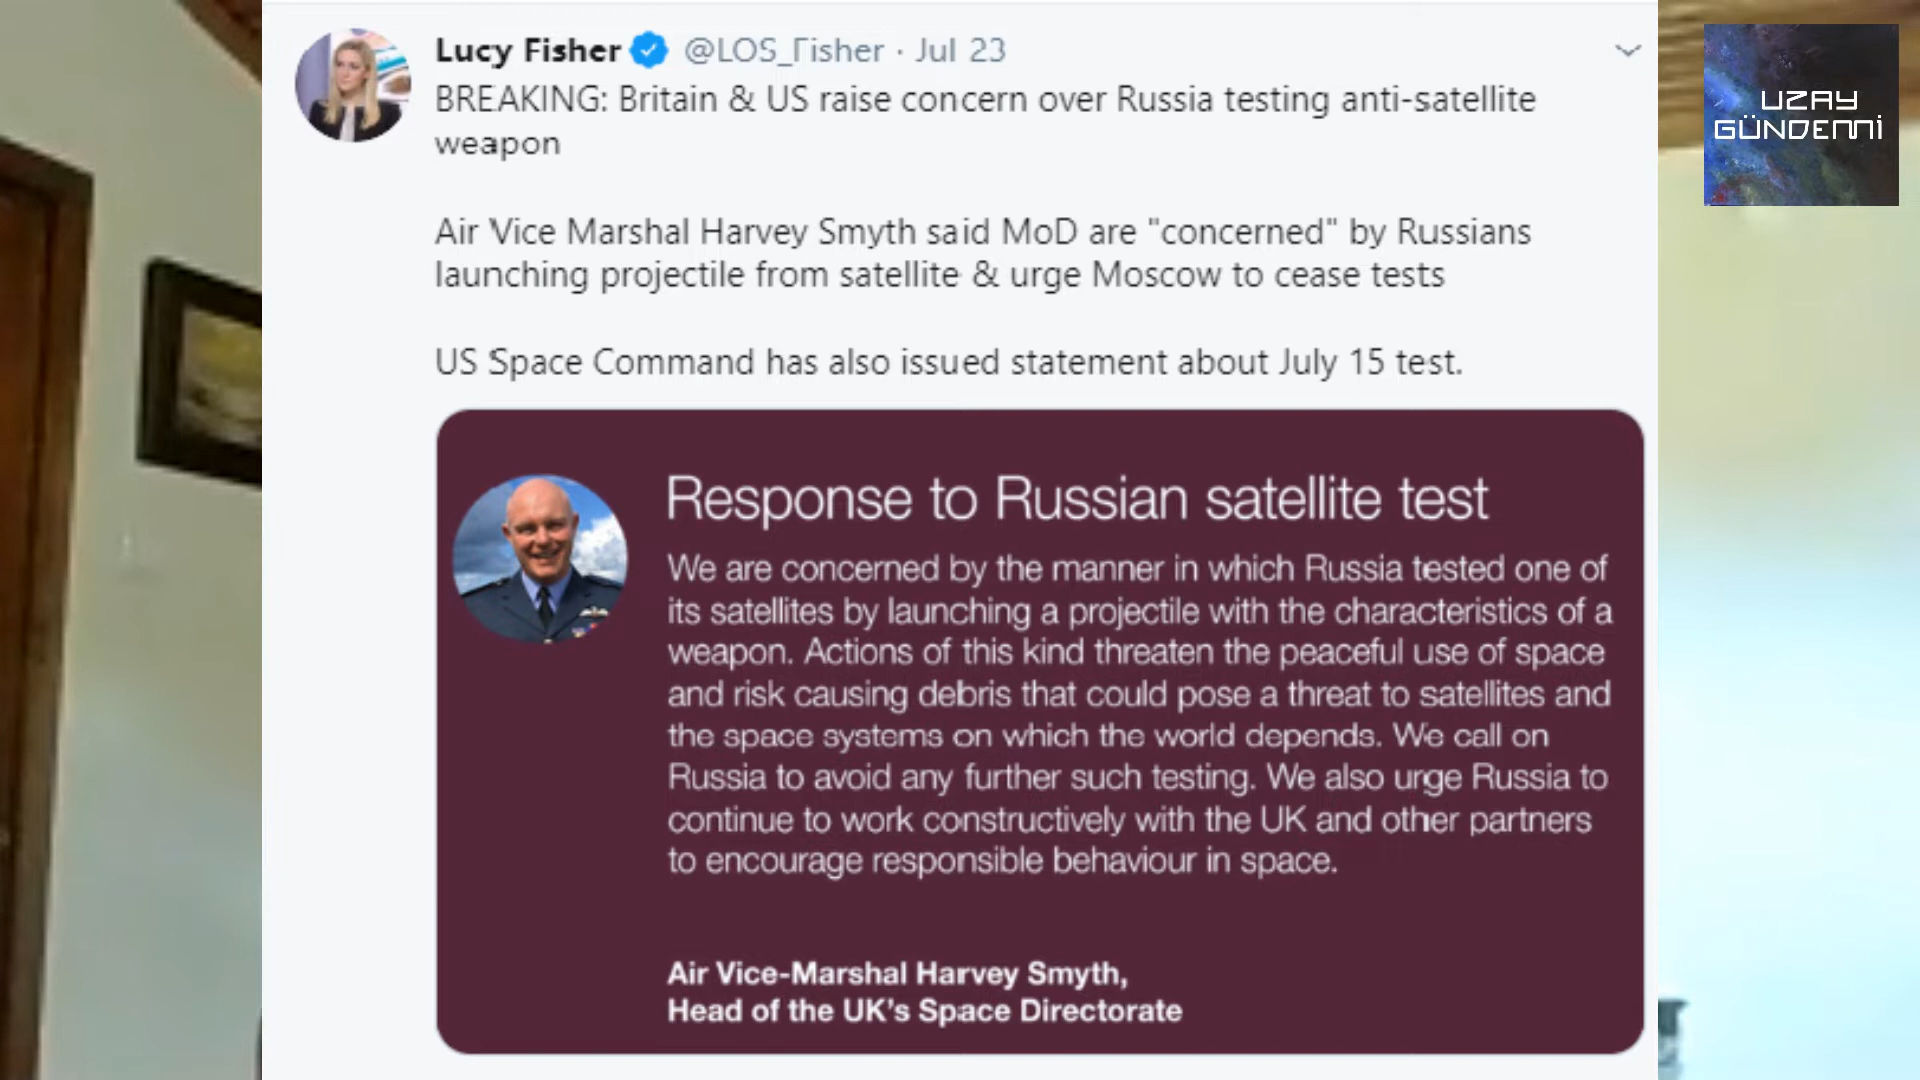 Lucy Fisher @LOS_Fisher · Jul 23
BREAKING: Britain & US raise concern over Russia testing anti-satellite
weapon
Air Vice Marshal Harvey Smyth said MoD are "concerned" by Russians
launching projectile from satellite & urge Moscow to cease tests
US Space Command has also issued statement about July 15 test.
Response to Russian satellite test
We are concerned by the manner in which Russia tested one of
its satellites by launching a projectile with the characteristics of a
weapon. Actions of this kind threaten the peaceful use of space
and risk causing debris that could pose a threat to satellites and
the space systems on which the world depends. We call on
Russia to avoid any further such testing. We also urge Russia to
continue to work constructively with the UK and other partners
to encourage responsible behaviour in space.
Air Vice-Marshal Harvey Smyth,
Head of the UK's Space Directorate
UZAY
GÜNDEMİ